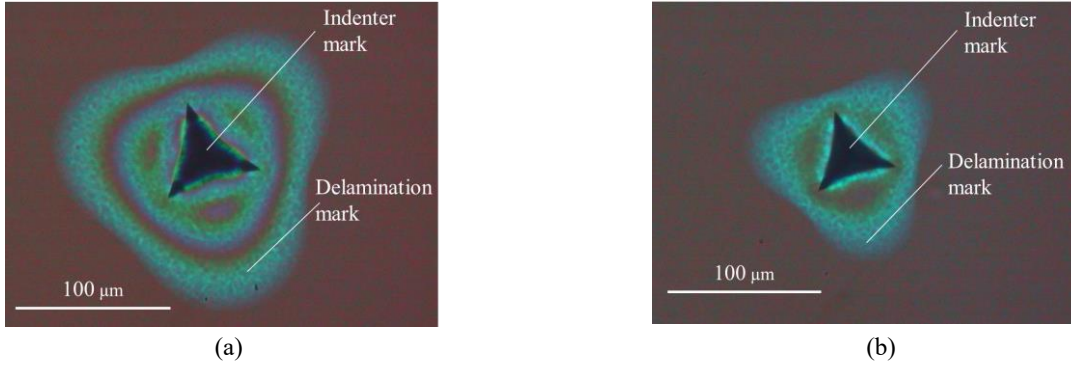 Indenter
mark
Delamination
mark
100 μm
(a)
Indenter
mark
Delamination
mark
100 μm
(b)